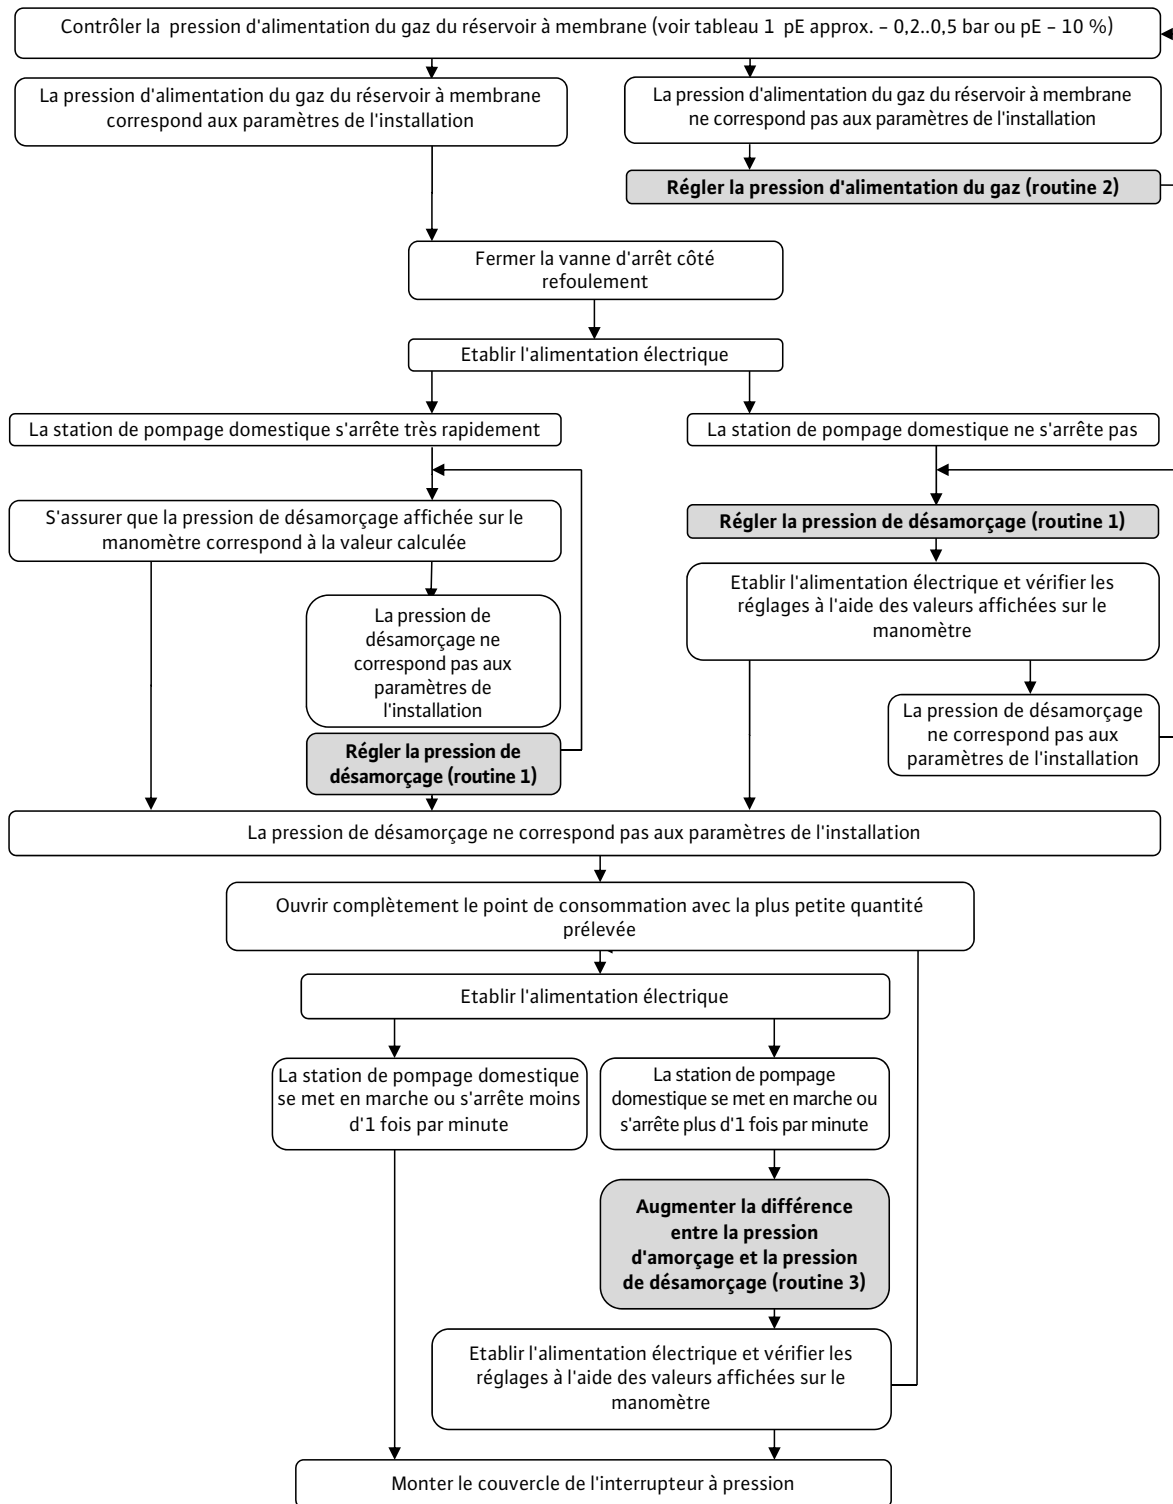 Contrôler la  pression d'alimentation du gaz du réservoir à membrane (voir tableau 1  pE approx. – 0,2..0,5 bar ou pE – 10 %)
La pression d'alimentation du gaz du réservoir à membrane
correspond aux paramètres de l'installation
La pression d'alimentation du gaz du réservoir à membrane
ne correspond pas aux paramètres de l'installation
Régler la pression d'alimentation du gaz (routine 2)
Fermer la vanne d'arrêt côté
refoulement
Etablir l'alimentation électrique
La station de pompage domestique s'arrête très rapidement
La station de pompage domestique ne s'arrête pas
S'assurer que la pression de désamorçage affichée sur le
manomètre correspond à la valeur calculée
Régler la pression de désamorçage (routine 1)
Etablir l'alimentation électrique et vérifier les
réglages à l'aide des valeurs affichées sur le
manomètre
La pression de
désamorçage ne
correspond pas aux
paramètres de
l'installation
La pression de désamorçage
ne correspond pas aux
paramètres de l'installation
Régler la pression de
désamorçage (routine 1)
La pression de désamorçage ne correspond pas aux paramètres de l'installation
Ouvrir complètement le point de consommation avec la plus petite quantité
prélevée
Etablir l'alimentation électrique
La station de pompage domestique
se met en marche ou s'arrête moins
d'1 fois par minute
La station de pompage
domestique se met en marche ou
s'arrête plus d'1 fois par minute
Augmenter la différence
entre la pression
d'amorçage et la pression
de désamorçage (routine 3)
Etablir l'alimentation électrique et vérifier les
réglages à l'aide des valeurs affichées sur le
manomètre
Monter le couvercle de l'interrupteur à pression